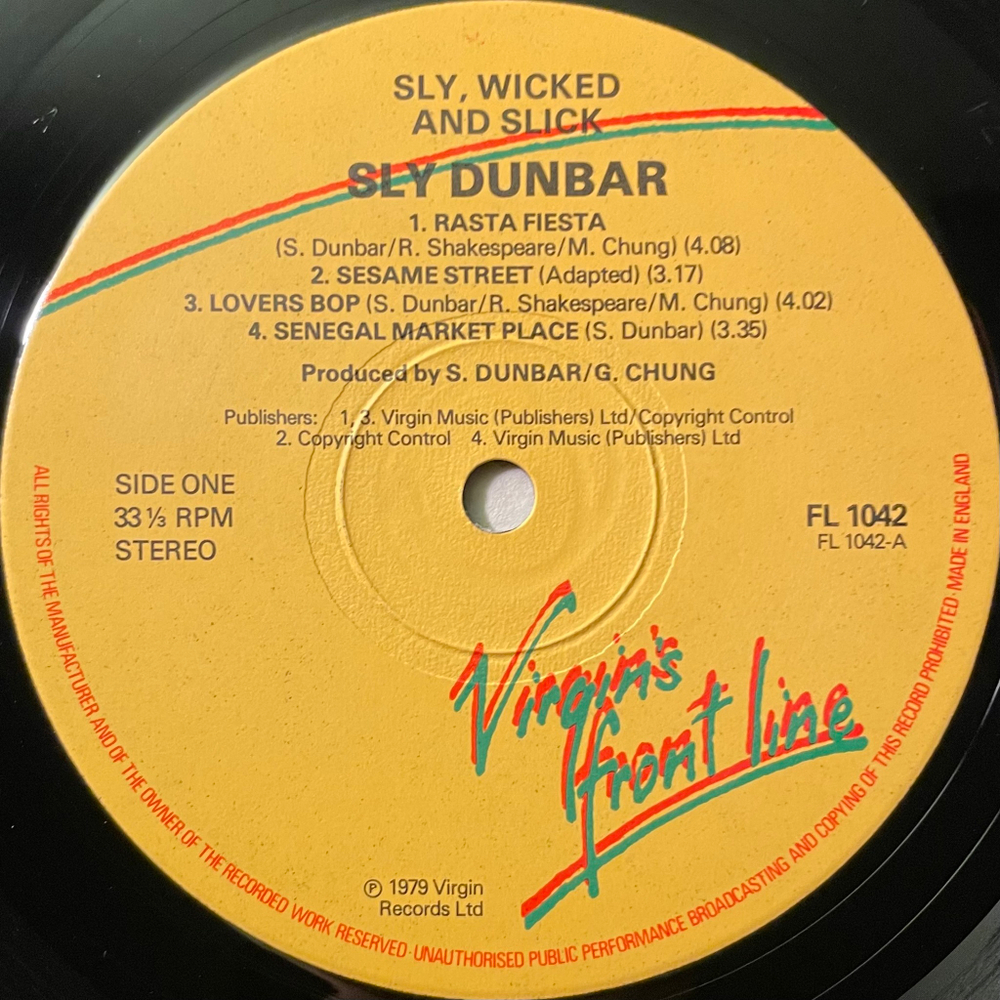 SLY, WICKED
AND SLICK
SLY DUNBAR
1. RASTA FIESTA
(S. Dunbar/R. Shakespeare/M. Chung) (4.08)
2. SESAME STREET (Adapted) (3.17)
3. LOVERS BOP (S. Dunbar/R. Shakespeare/M. Chung) (4.02)
4. SENEGAL MARKET PLACE (S. Dunbar) (3.35)
Produced by S. DUNBAR/G. CHUNG
Publishers: 1, 3. Virgin Music (Publishers) Ltd/Copyright Control
2. Copyright Control 4. Virgin Music (Publishers) Ltd
SIDE ONE
33 ⅓ RPM
STEREO
FL 1042
FL 1042-A
Virgin's
front line
℗ 1979 Virgin
Records Ltd
ALL RIGHTS OF THE MANUFACTURER AND OF THE OWNER OF THE RECORDED WORK RESERVED · UNAUTHORISED PUBLIC PERFORMANCE BROADCASTING AND COPYING OF THIS RECORD PROHIBITED · MADE IN ENGLAND